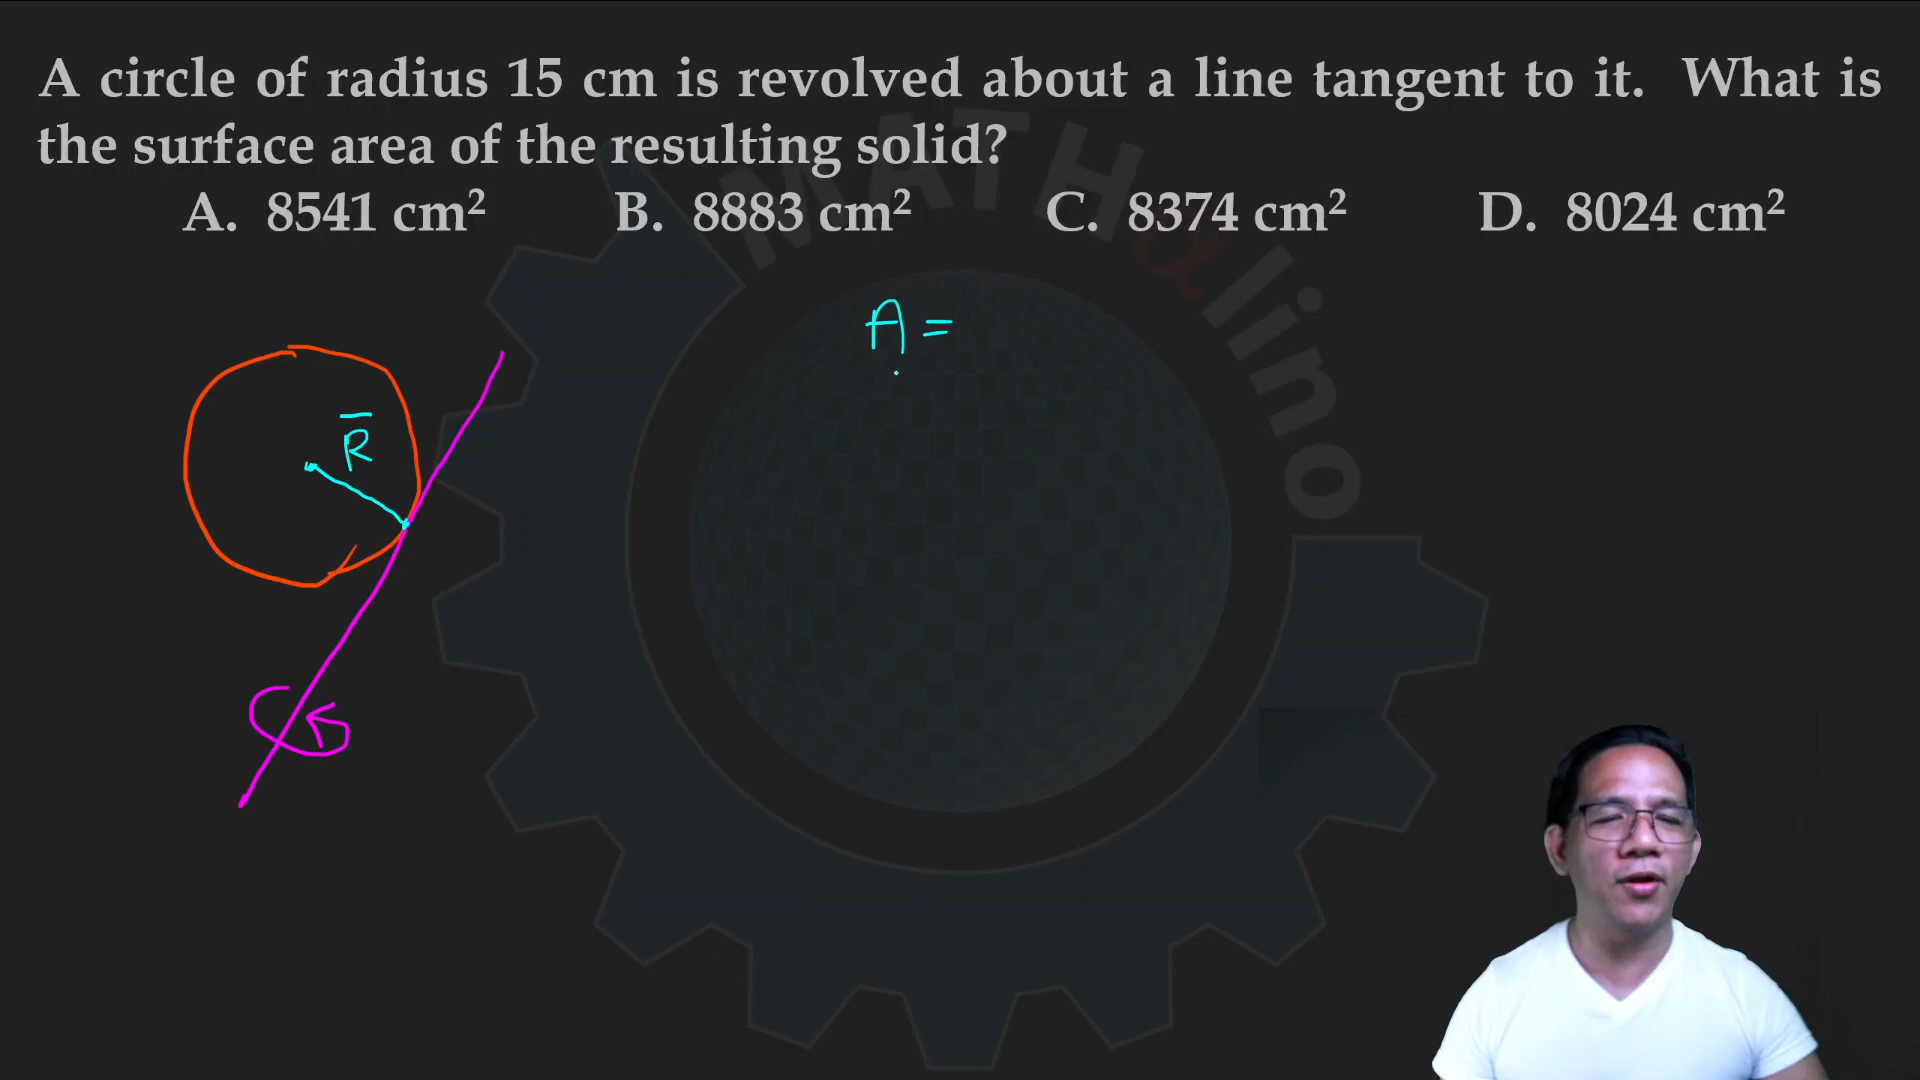 A circle of radius 15 cm is revolved about a line tangent to it. What is
the surface area of the resulting solid?
A. 8541 cm² B. 8883 cm² C. 8374 cm² D. 8024 cm²
MATHalino
A =
R̅